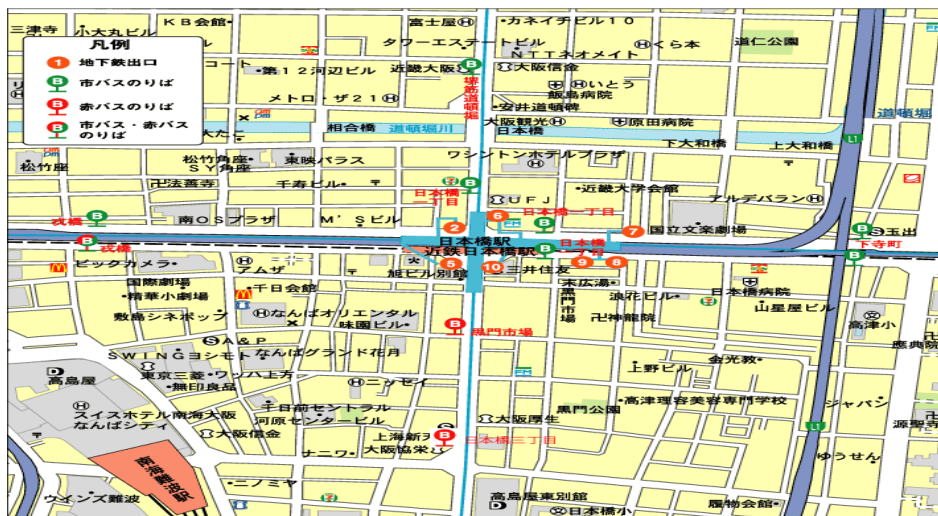 三津寺
小大丸ビル
KB会館
富士屋
カネイチビル10
凡例
タワーエステートビル
NTTネオメイト
くら本
道仁公園
1 地下鉄出口
コート
第12河辺ビル
近畿大阪
大阪信金
B 市バスのりば
堺筋道頓堀
いとう
飯島病院
B 赤バスのりば
メトロ・ザ21
安井道頓碑
道頓堀
B 市バス・赤バス
のりば
大たこ
相合橋
道頓堀川
大阪観光
日本橋
原田病院
下大和橋
上大和橋
L1
松竹座
松竹角座
SY角座
東映パラス
ワシントンホテルプラザ
卍法善寺
千寿ビル
日本橋
一丁目
UFJ
近畿大学会館
アルデバラン
戎橋
南OSプラザ
M'Sビル
2
6
日本橋一丁目
7
国立文楽劇場
玉出
下寺町
戎橋
日本橋駅
近鉄日本橋駅
日本橋
ビックカメラ
アムザ
5
旭ビル別館
10
三井住友
9
8
国際劇場
精華小劇場
千日会館
末広湯
黒門市場
浪花ビル
日本橋病院
山星屋ビル
敷島シネポップ
なんばオリエンタル
味園ビル
黒門市場
卍神龍院
高津小
應典院
A&P
SWINGヨシモト
なんばグランド花月
金光教
高島屋
東京三菱
ワッハ上方
無印良品
ニッセイ
上野ビル
スイスホテル南海大阪
なんばシティ
千日前セントラル
河原センタービル
黒門公園
高津理容美容専門学校
ジャパン
大阪信金
上海新天
大阪協栄
日本橋三丁目
大阪厚生
L1
源聖寺
南海難波駅
ナニワ
ゆうせん
ウインズ難波
ニノミヤ
高島屋東別館
日本橋小
履物会館